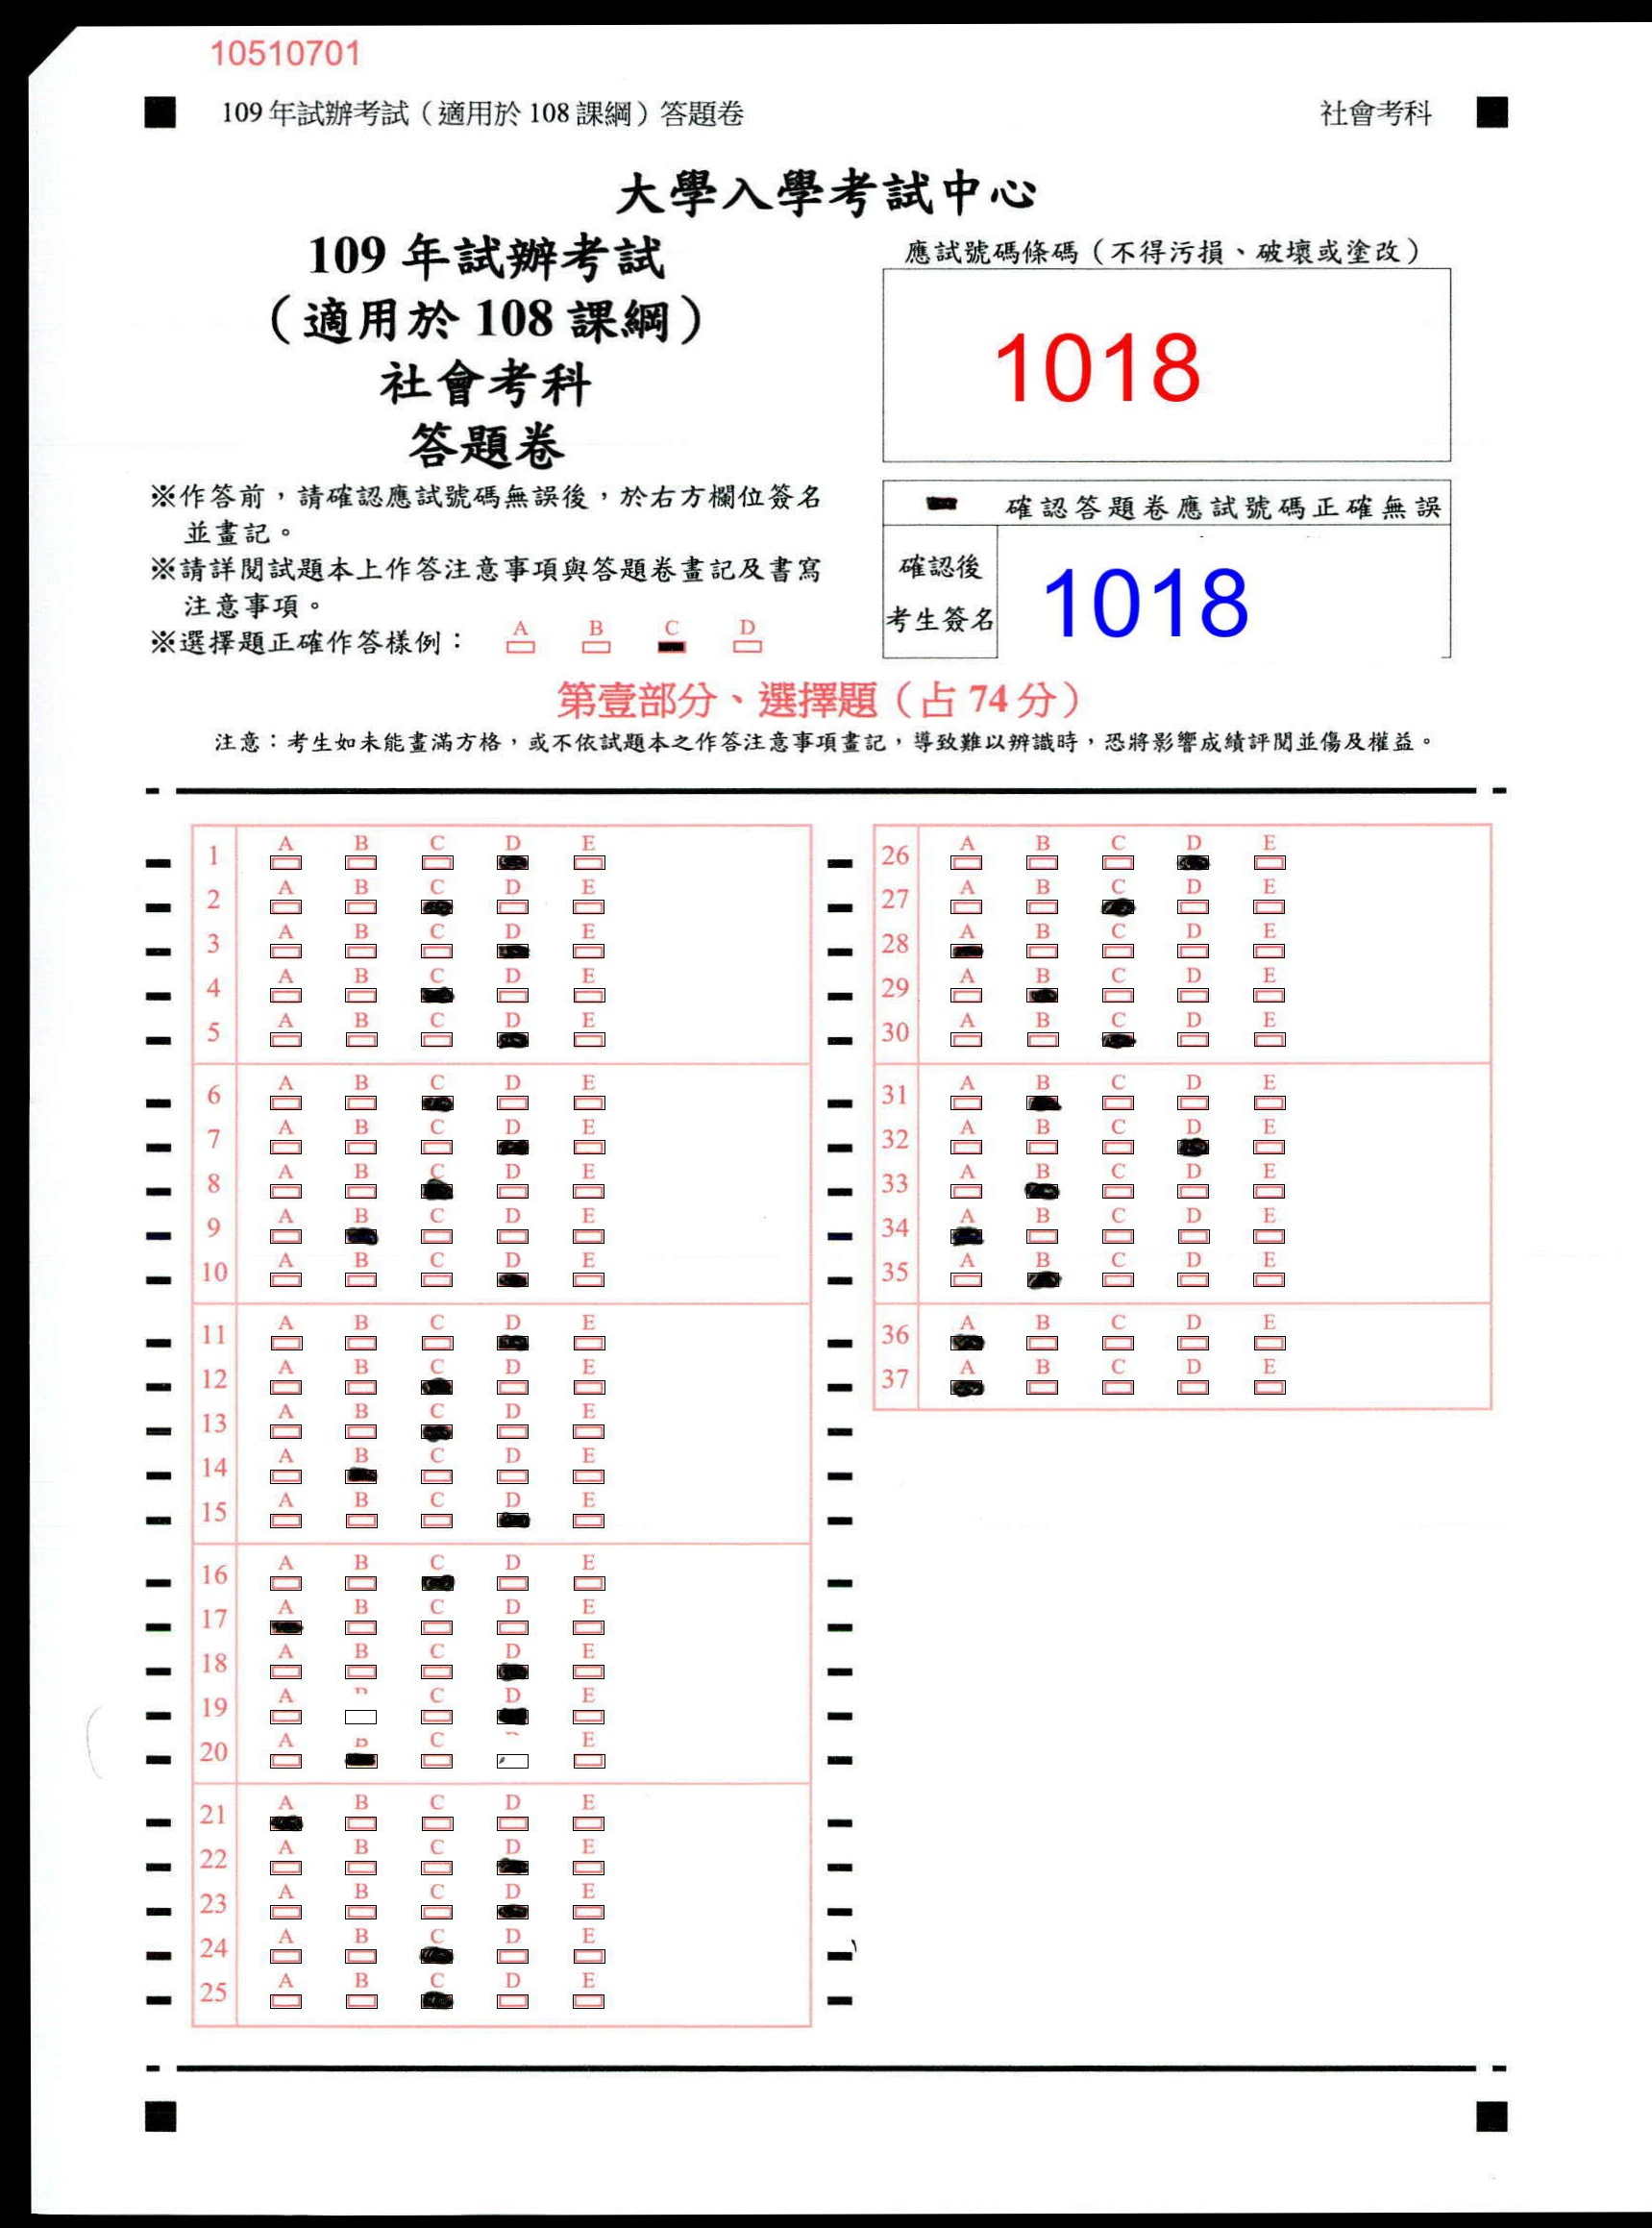 10510701
109年試辦考試（適用於108課綱）答題卷
社會考科
大學入學考試中心
109 年試辦考試
（適用於 108 課綱）
社會考科
答題卷
應試號碼條碼（不得污損、破壞或塗改）
1018
※作答前，請確認應試號碼無誤後，於右方欄位簽名
並畫記。
※請詳閱試題本上作答注意事項與答題卷畫記及書寫
注意事項。
※選擇題正確作答樣例：
A B C D
確認答題卷應試號碼正確無誤
確認後
考生簽名
1018
第壹部分、選擇題（占 74 分）
注意：考生如未能畫滿方格，或不依試題本之作答注意事項畫記，導致難以辨識時，恐將影響成績評閱並傷及權益。
1 A B C D E
2 A B C D E
3 A B C D E
4 A B C D E
5 A B C D E
6 A B C D E
7 A B C D E
8 A B C D E
9 A B C D E
10 A B C D E
11 A B C D E
12 A B C D E
13 A B C D E
14 A B C D E
15 A B C D E
16 A B C D E
17 A B C D E
18 A B C D E
19 A C D E
20 A B C E
21 A B C D E
22 A B C D E
23 A B C D E
24 A B C D E
25 A B C D E
26 A B C D E
27 A B C D E
28 A B C D E
29 A B C D E
30 A B C D E
31 A B C D E
32 A B C D E
33 A B C D E
34 A B C D E
35 A B C D E
36 A B C D E
37 A B C D E